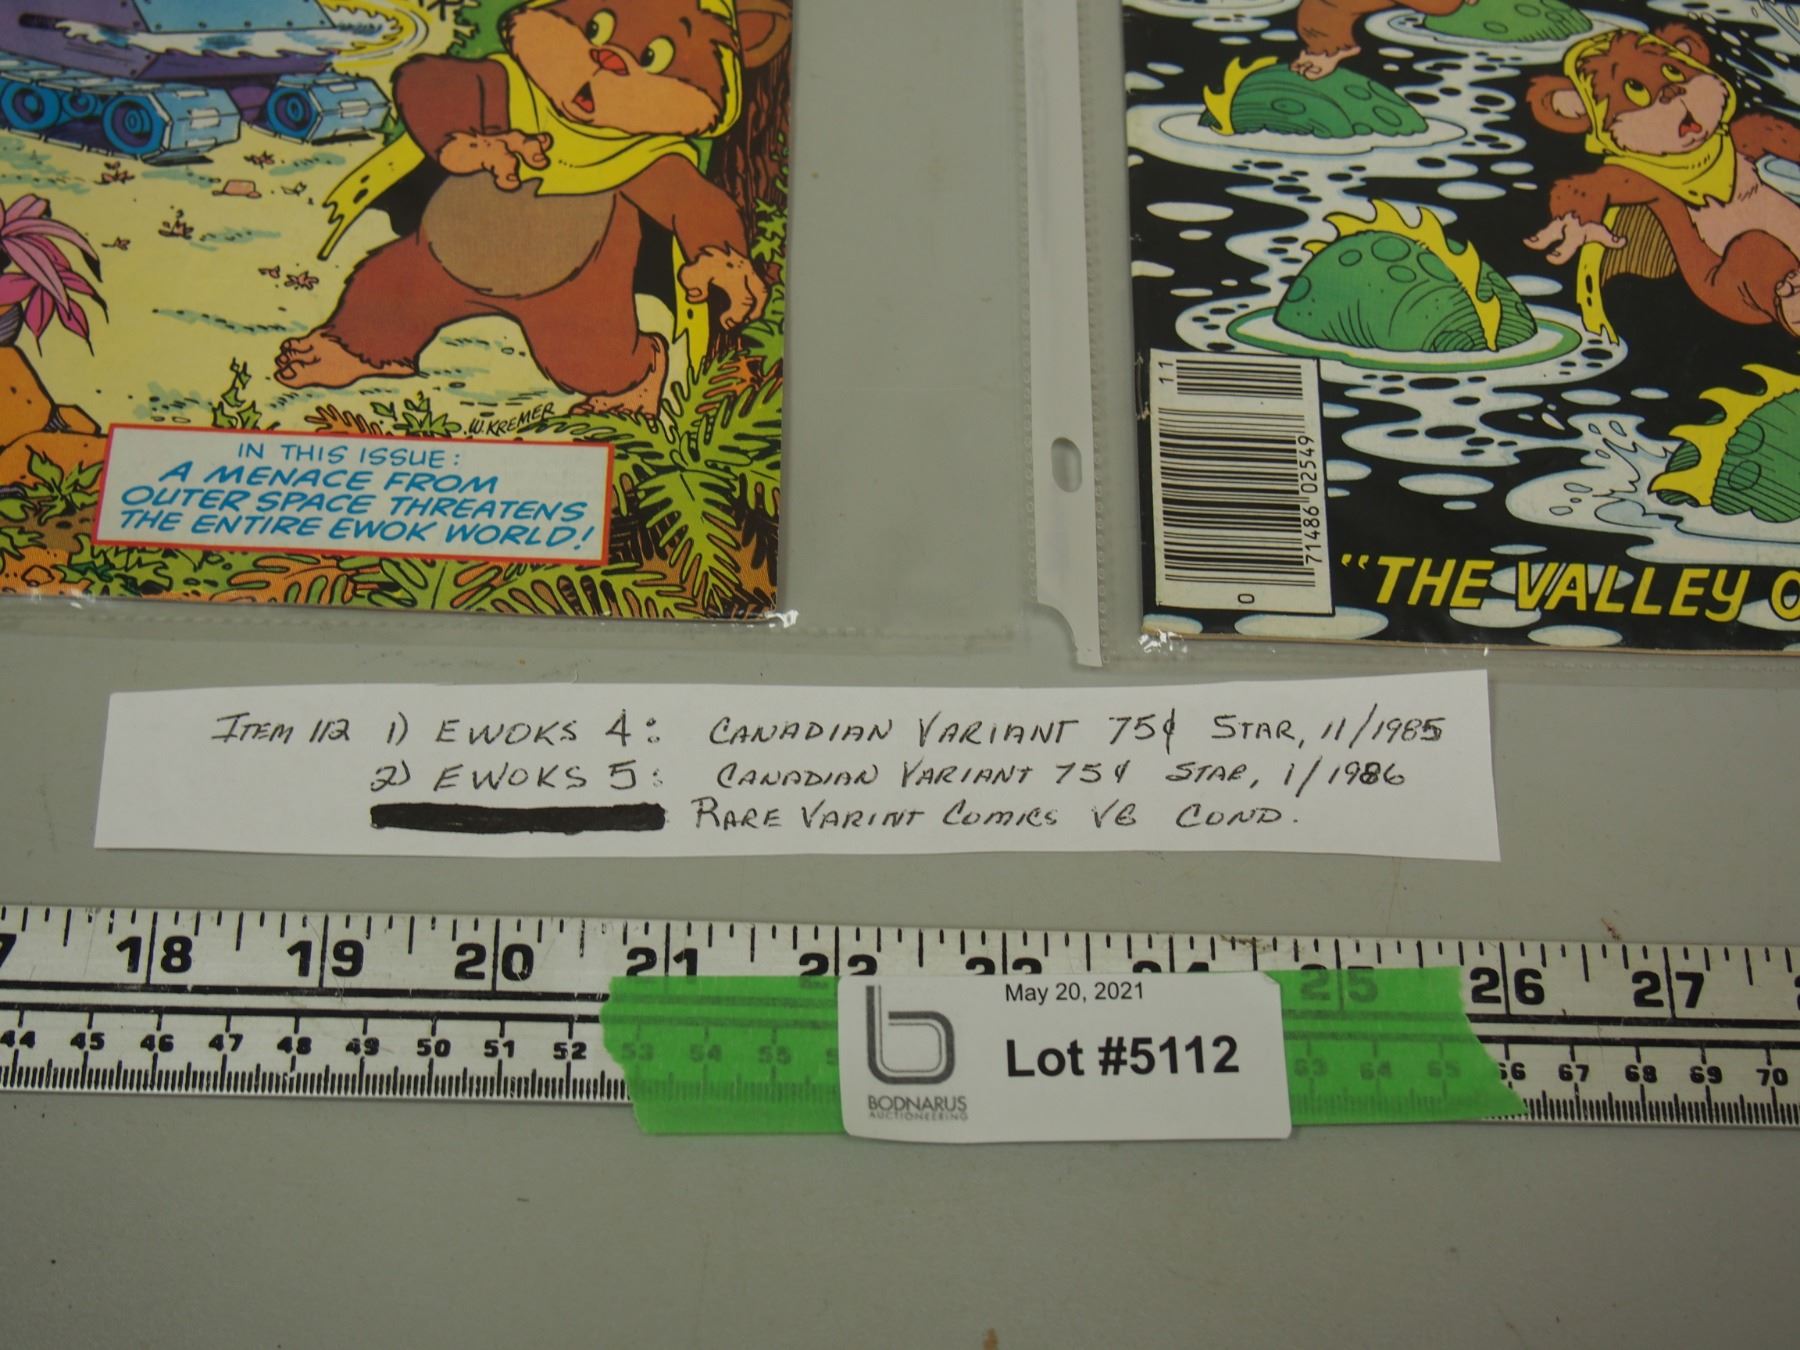 W. KREMER
IN THIS ISSUE:
A MENACE FROM
OUTER SPACE THREATENS
THE ENTIRE EWOK WORLD!
11
0 71486 02549
"THE VALLEY O
ITEM 112 1) EWOKS 4: CANADIAN VARIANT 75¢ STAR, 11/1985
2) EWOKS 5: CANADIAN VARIANT 75¢ STAR, 1/1986
RARE VARINT COMICS VG COND.
7 18 19 20 21 22 23 24 25 26 27
44 45 46 47 48 49 50 51 52 53 54 55 5 63 64 65 66 67 68 69 70
May 20, 2021
Lot #5112
BODNARUS
AUCTIONEERING